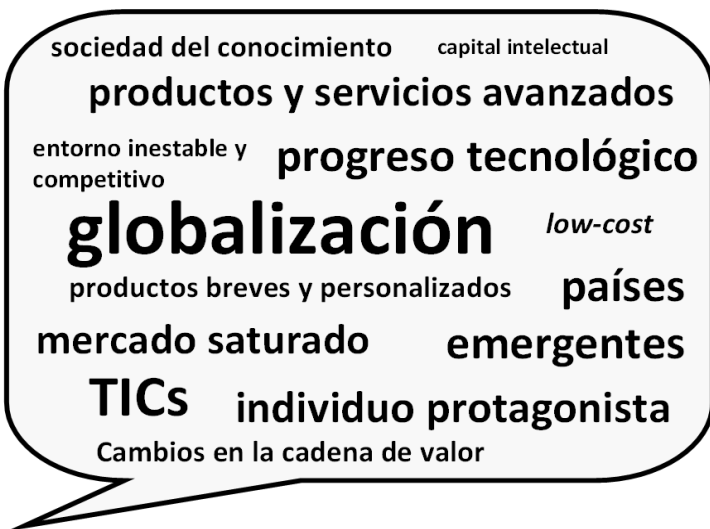 sociedad del conocimiento capital intelectual
productos y servicios avanzados
entorno inestable y
competitivo
progreso tecnológico
globalización low-cost
productos breves y personalizados
países
emergentes
mercado saturado
TICs individuo protagonista
Cambios en la cadena de valor